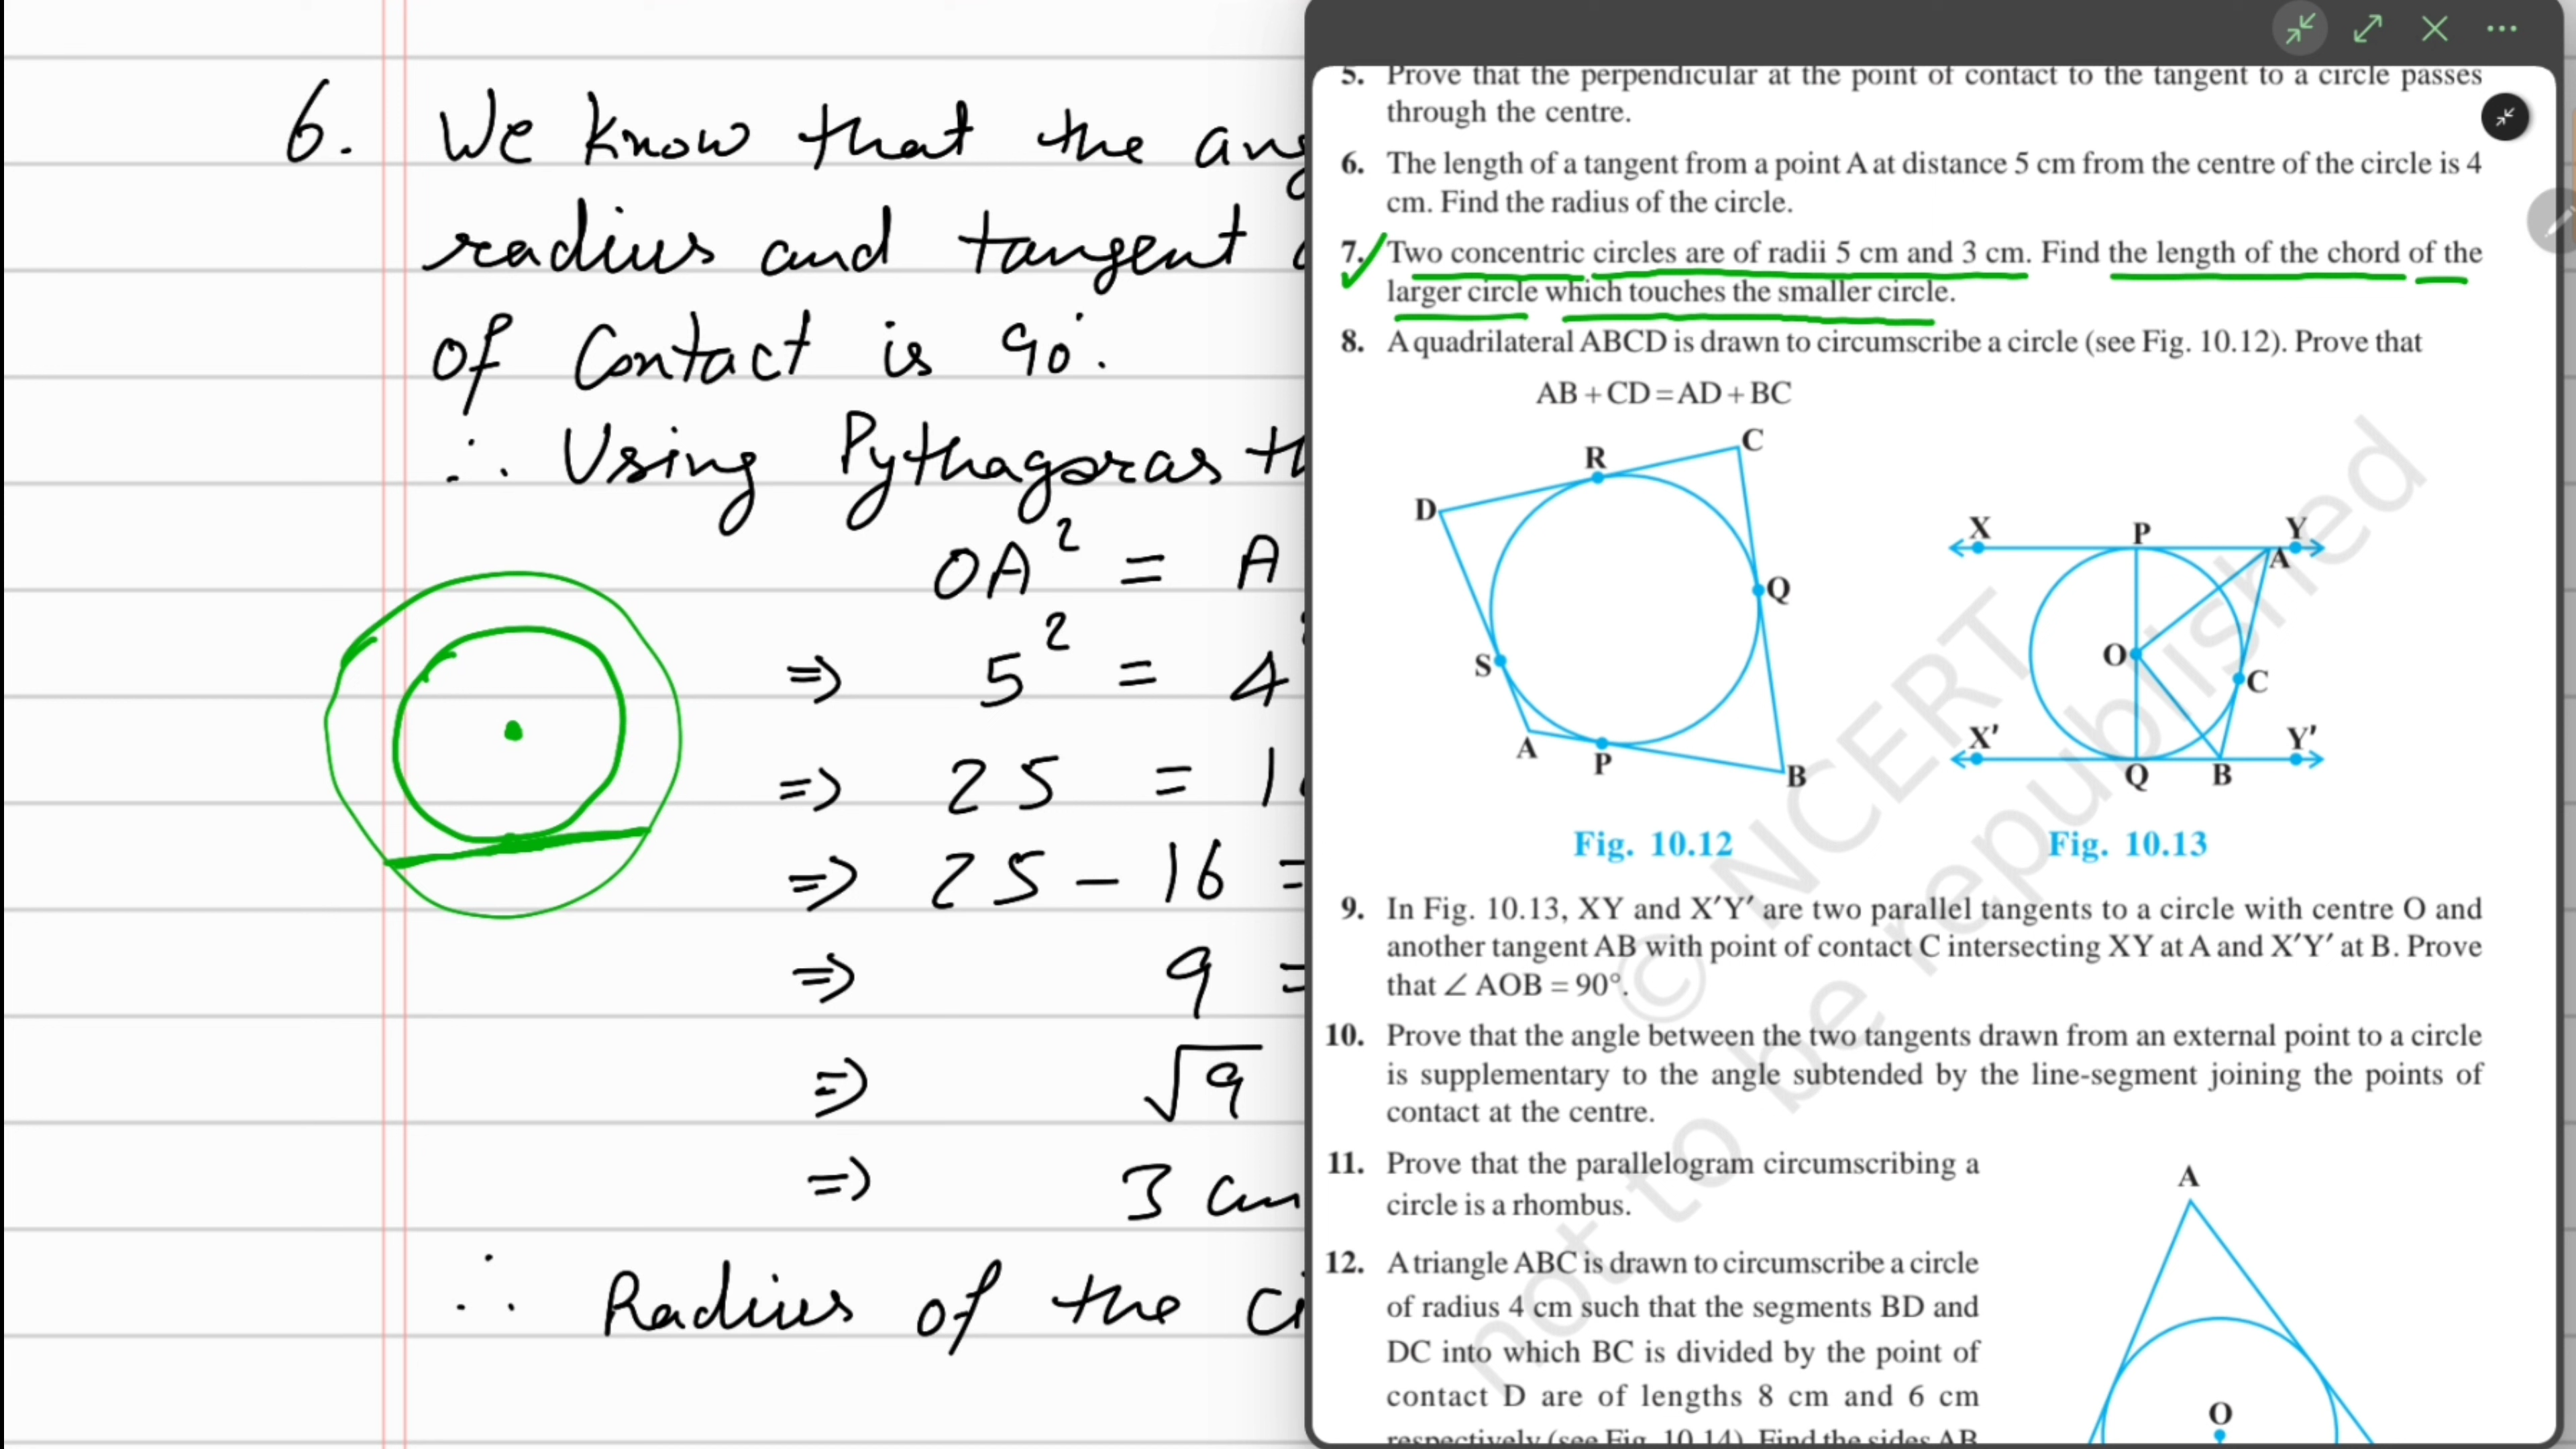 6. We know that the ang
radius and tangent
of Contact is 90°.
∴ Using Pythagoras th
OA² = A
⇒ 5² = 4
⇒ 25 = 1
⇒ 25 - 16 =
⇒ 9 =
⇒ √9
⇒ 3 cm
∴ Radius of the ci
5. Prove that the perpendicular at the point of contact to the tangent to a circle passes
through the centre.
6. The length of a tangent from a point A at distance 5 cm from the centre of the circle is 4
cm. Find the radius of the circle.
7. Two concentric circles are of radii 5 cm and 3 cm. Find the length of the chord of the
larger circle which touches the smaller circle.
8. A quadrilateral ABCD is drawn to circumscribe a circle (see Fig. 10.12). Prove that
AB + CD = AD + BC
C
R
D
Q
S
A
P
B
X
P
Y
A
O
C
X'
Y'
Q
B
Fig. 10.12
Fig. 10.13
9. In Fig. 10.13, XY and X′Y′ are two parallel tangents to a circle with centre O and
another tangent AB with point of contact C intersecting XY at A and X′Y′ at B. Prove
that ∠ AOB = 90°.
10. Prove that the angle between the two tangents drawn from an external point to a circle
is supplementary to the angle subtended by the line-segment joining the points of
contact at the centre.
11. Prove that the parallelogram circumscribing a
circle is a rhombus.
12. A triangle ABC is drawn to circumscribe a circle
of radius 4 cm such that the segments BD and
DC into which BC is divided by the point of
contact D are of lengths 8 cm and 6 cm
respectively (see Fig. 10.14). Find the sides AB
A
O
© NCERT
not to be republished